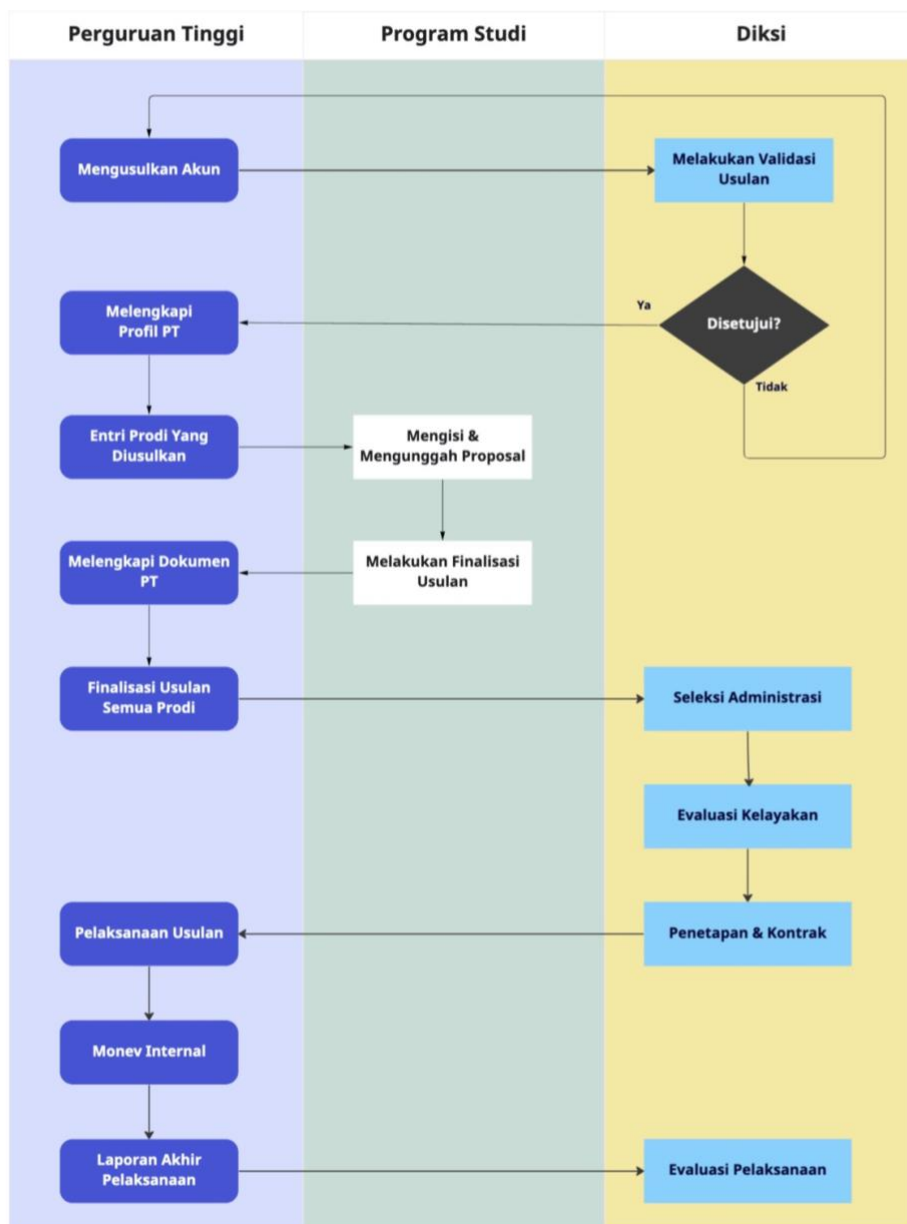 Perguruan Tinggi
Program Studi
Diksi
Mengusulkan Akun
Melakukan Validasi
Usulan
Disetujui?
Ya
Tidak
Melengkapi
Profil PT
Entri Prodi Yang
Diusulkan
Mengisi &
Mengunggah Proposal
Melengkapi Dokumen
PT
Melakukan Finalisasi
Usulan
Finalisasi Usulan
Semua Prodi
Seleksi Administrasi
Evaluasi Kelayakan
Pelaksanaan Usulan
Penetapan & Kontrak
Monev Internal
Laporan Akhir
Pelaksanaan
Evaluasi Pelaksanaan